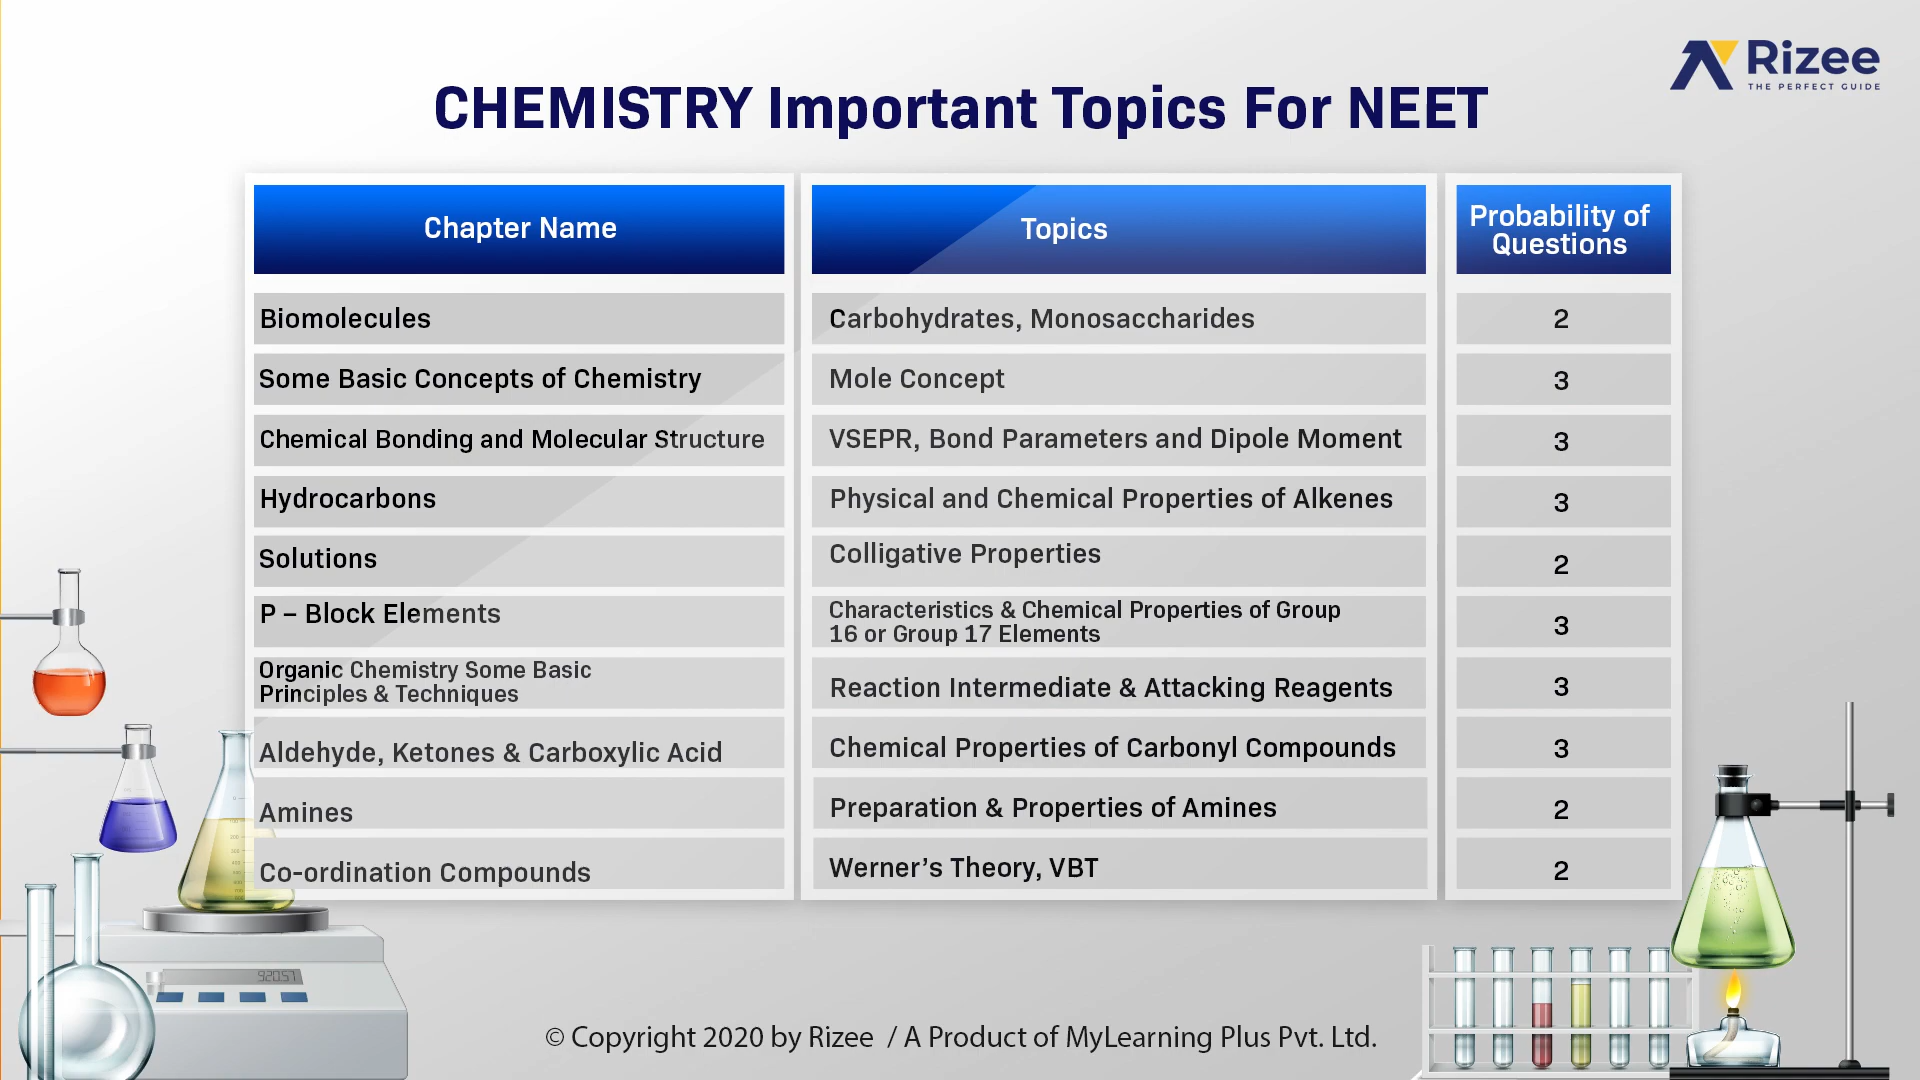 Rizee
THE PERFECT GUIDE
CHEMISTRY Important Topics For NEET
Chapter Name
Topics
Probability of
Questions
Biomolecules
Carbohydrates, Monosaccharides
2
Some Basic Concepts of Chemistry
Mole Concept
3
Chemical Bonding and Molecular Structure
VSEPR, Bond Parameters and Dipole Moment
3
Hydrocarbons
Physical and Chemical Properties of Alkenes
3
Solutions
Colligative Properties
2
P – Block Elements
Characteristics & Chemical Properties of Group
16 or Group 17 Elements
3
Organic Chemistry Some Basic
Principles & Techniques
Reaction Intermediate & Attacking Reagents
3
Aldehyde, Ketones & Carboxylic Acid
Chemical Properties of Carbonyl Compounds
3
Amines
Preparation & Properties of Amines
2
Co-ordination Compounds
Werner’s Theory, VBT
2
© Copyright 2020 by Rizee / A Product of MyLearning Plus Pvt. Ltd.